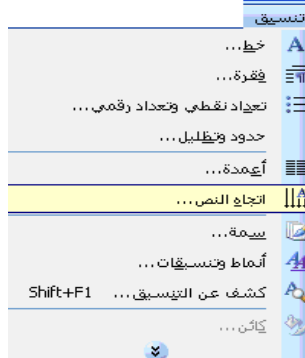 تنسيق
خط...
فقرة...
تعداد نقطي وتعداد رقمي...
حدود وتظليل...
أعمدة...
اتجاه النص...
سمة...
أنماط وتنسيقات...
كشف عن التنسيق... Shift+F1
كائن...